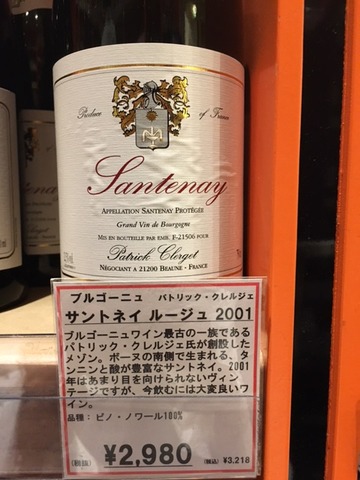 Produce of France
Santenay
APPELLATION SANTENAY PROTÉGÉE
Grand Vin de Bourgogne
MIS EN BOUTEILLE PAR EMB. F-21506 POUR
Patrick Clerget
NÉGOCIANT A 21200 BEAUNE - FRANCE
ブルゴーニュ パトリック・クレルジェ
サントネイ ルージュ 2001
ブルゴーニュワイン最古の一族である
パトリック・クレルジェ氏が創設した
メゾン。ボーヌの南側で生まれる、タ
ンニンと酸が豊富なサントネイ。2001
年はあまり目を向けられないヴィン
テージですが、今飲むには大変良いワ
イン。
品種：ピノ・ノワール100%
(税抜) ¥2,980 (税込) ¥3,218